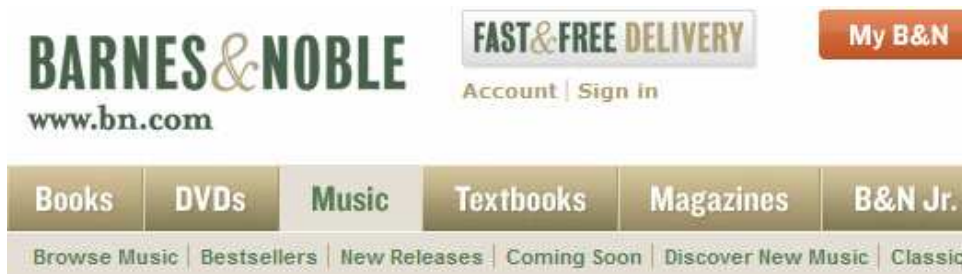 BARNES&NOBLE
www.bn.com
FAST&FREE DELIVERY
My B&N
Account | Sign in
Books DVDs Music Textbooks Magazines B&N Jr.
Browse Music | Bestsellers | New Releases | Coming Soon | Discover New Music | Classic